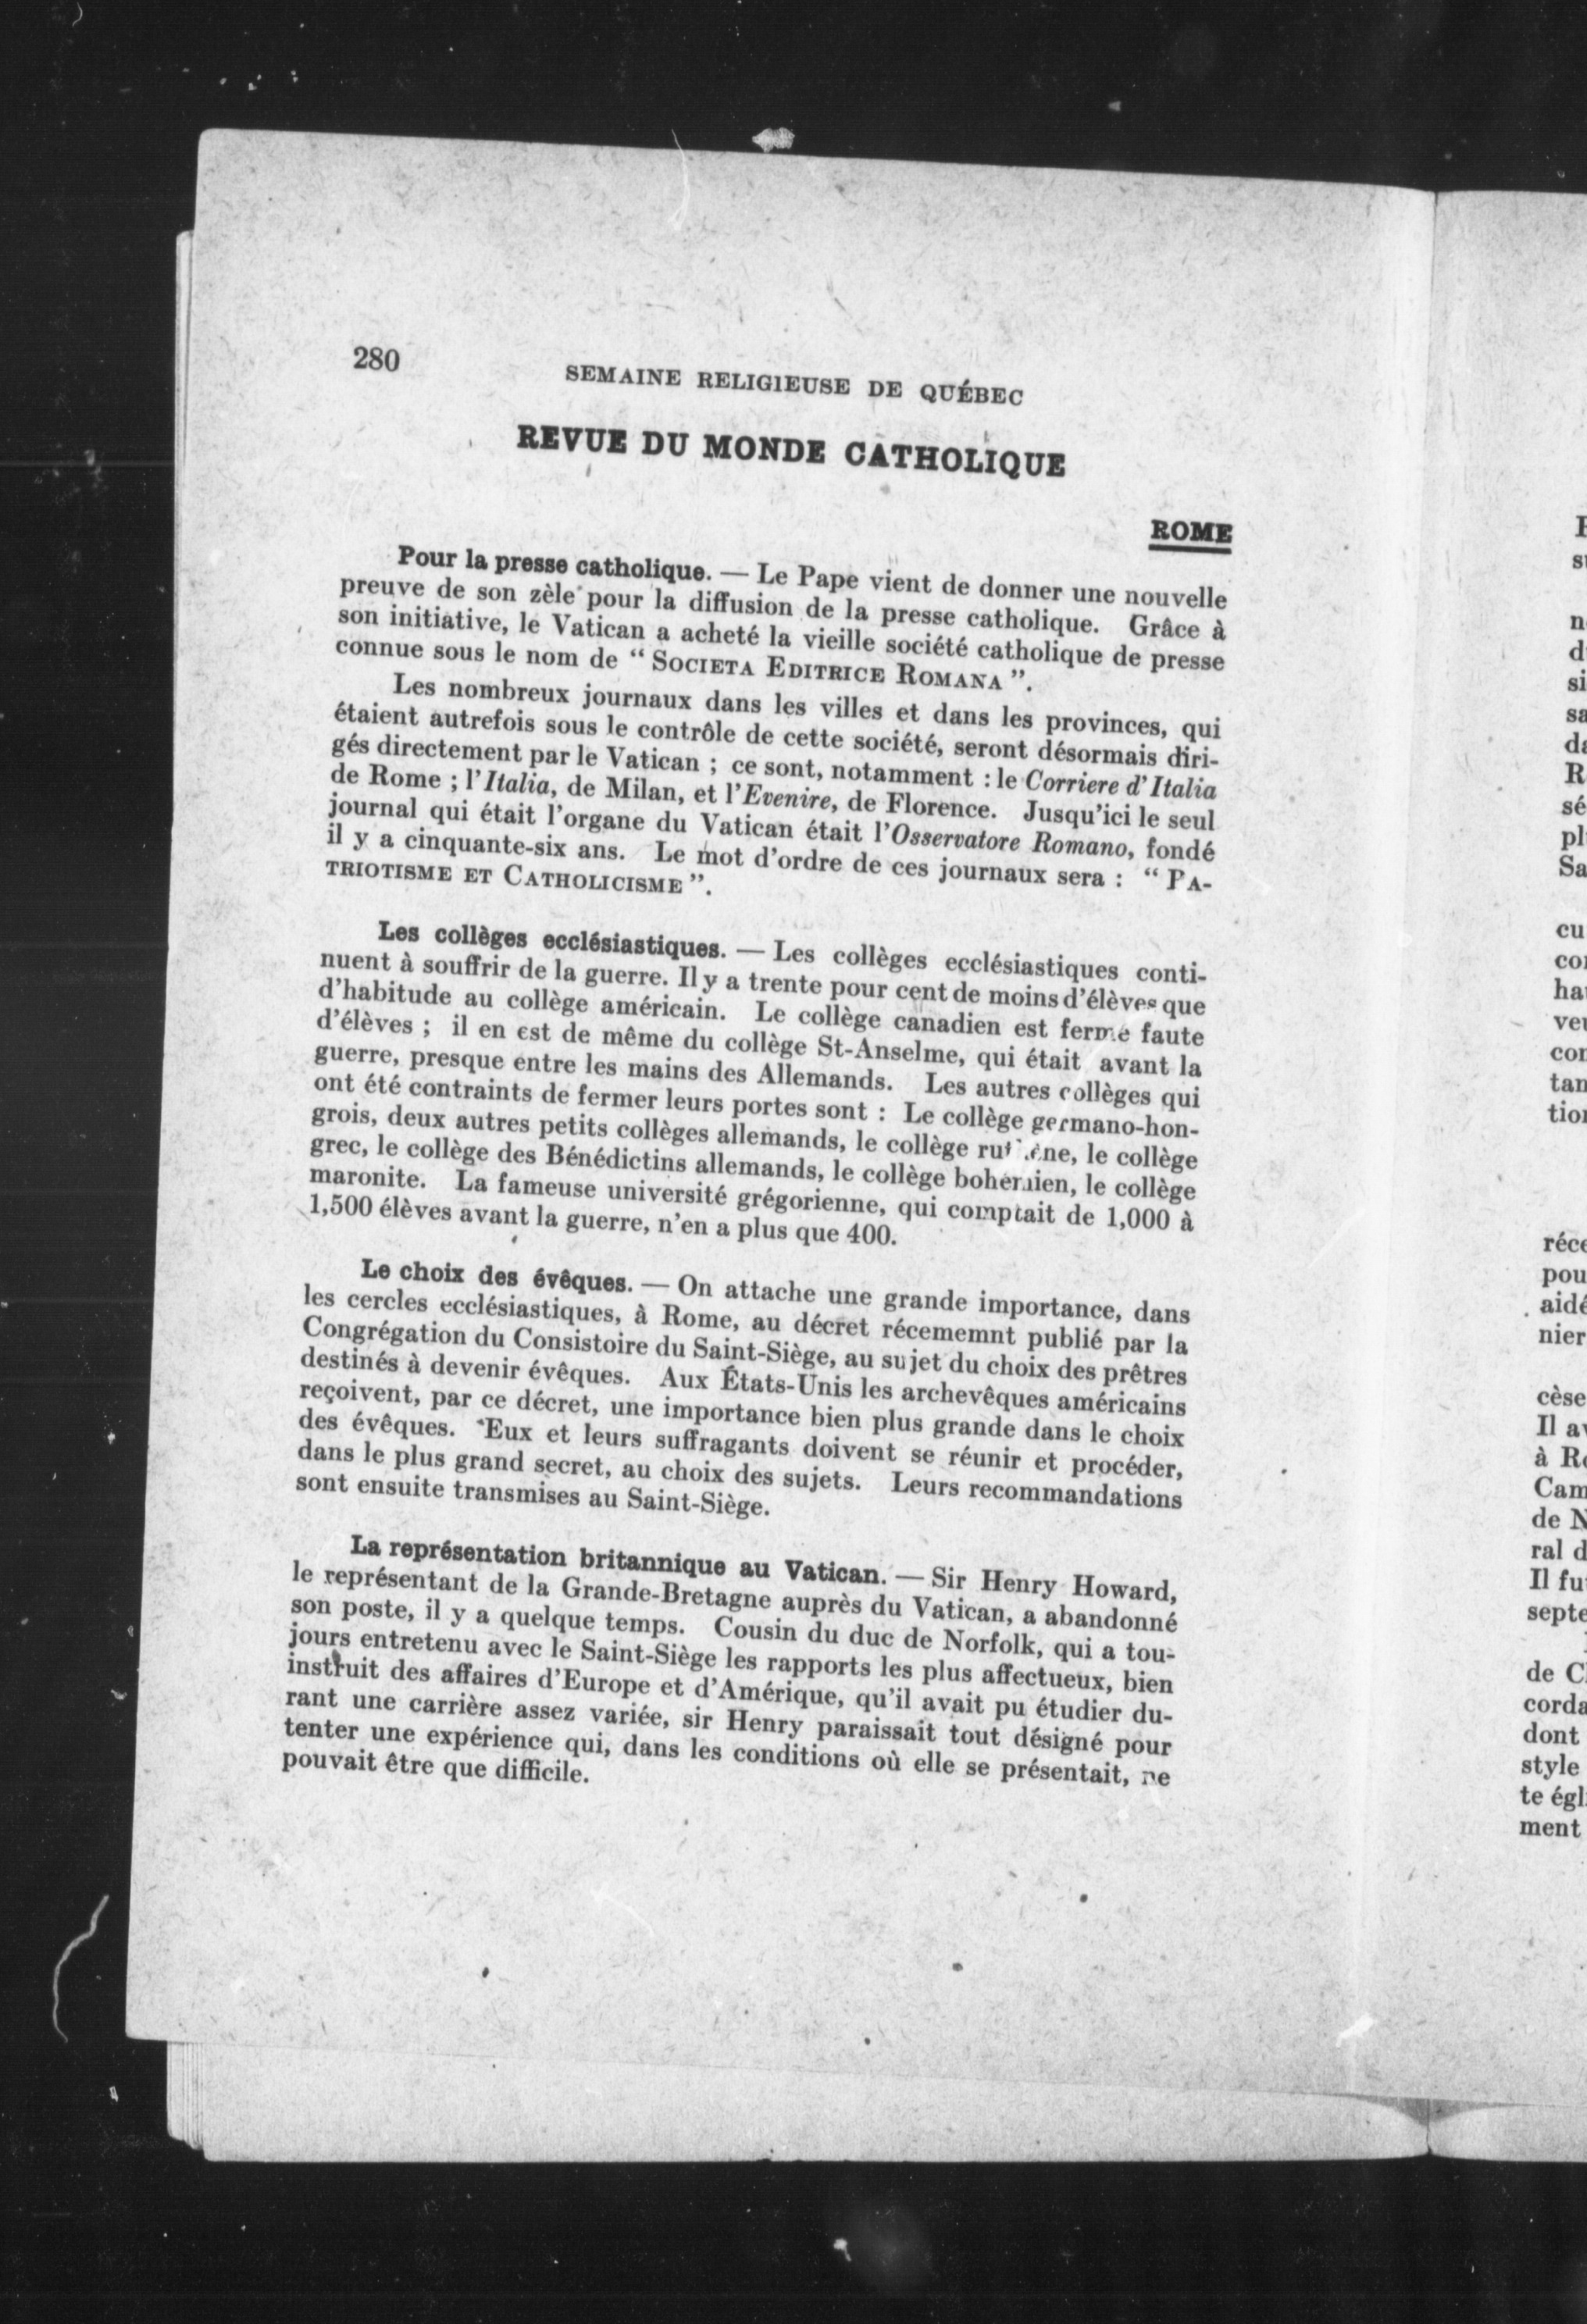 280
SEMAINE RELIGIEUSE DE QUÉBEC
REVUE DU MONDE CATHOLIQUE
ROME
Pour la presse catholique. — Le Pape vient de donner une nouvelle
preuve de son zèle pour la diffusion de la presse catholique. Grâce à
son initiative, le Vatican a acheté la vieille société catholique de presse
connue sous le nom de “ SOCIETA EDITRICE ROMANA ”.
Les nombreux journaux dans les villes et dans les provinces, qui
étaient autrefois sous le contrôle de cette société, seront désormais diri-
gés directement par le Vatican ; ce sont, notamment : le Corriere d'Italia
de Rome ; l'Italia, de Milan, et l'Evenire, de Florence. Jusqu'ici le seul
journal qui était l'organe du Vatican était l'Osservatore Romano, fondé
il y a cinquante-six ans. Le mot d'ordre de ces journaux sera : “ PA-
TRIOTISME ET CATHOLICISME ”.
Les collèges ecclésiastiques. — Les collèges ecclésiastiques conti-
nuent à souffrir de la guerre. Il y a trente pour cent de moins d'élèves que
d'habitude au collège américain. Le collège canadien est fermé faute
d'élèves ; il en est de même du collège St-Anselme, qui était avant la
guerre, presque entre les mains des Allemands. Les autres collèges qui
ont été contraints de fermer leurs portes sont : Le collège germano-hon-
grois, deux autres petits collèges allemands, le collège ruthène, le collège
grec, le collège des Bénédictins allemands, le collège bohémien, le collège
maronite. La fameuse université grégorienne, qui comptait de 1,000 à
1,500 élèves avant la guerre, n'en a plus que 400.
Le choix des évêques. — On attache une grande importance, dans
les cercles ecclésiastiques, à Rome, au décret récememnt publié par la
Congrégation du Consistoire du Saint-Siège, au sujet du choix des prêtres
destinés à devenir évêques. Aux États-Unis les archevêques américains
reçoivent, par ce décret, une importance bien plus grande dans le choix
des évêques. Eux et leurs suffragants doivent se réunir et procéder,
dans le plus grand secret, au choix des sujets. Leurs recommandations
sont ensuite transmises au Saint-Siège.
La représentation britannique au Vatican. — Sir Henry Howard,
le représentant de la Grande-Bretagne auprès du Vatican, a abandonné
son poste, il y a quelque temps. Cousin du duc de Norfolk, qui a tou-
jours entretenu avec le Saint-Siège les rapports les plus affectueux, bien
instruit des affaires d'Europe et d'Amérique, qu'il avait pu étudier du-
rant une carrière assez variée, sir Henry paraissait tout désigné pour
tenter une expérience qui, dans les conditions où elle se présentait, ne
pouvait être que difficile.